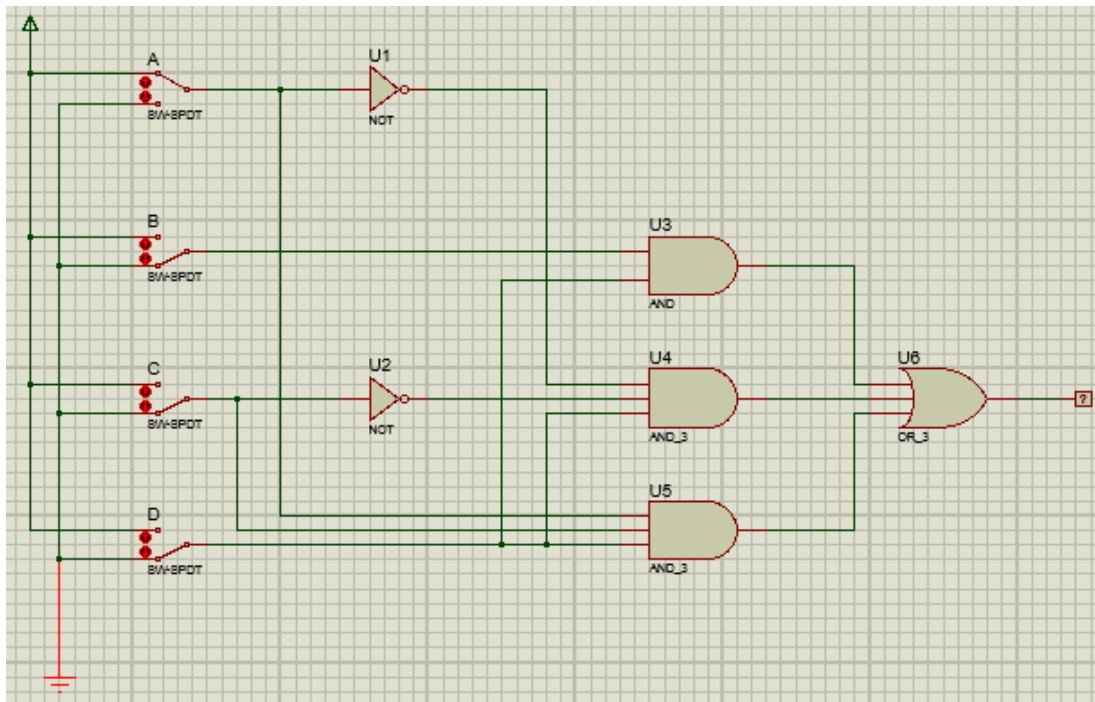 A
SW-SPDT
U1
NOT
B
SW-SPDT
U3
AND
C
SW-SPDT
U2
NOT
U4
AND_3
U6
OR_3
?
D
SW-SPDT
U5
AND_3